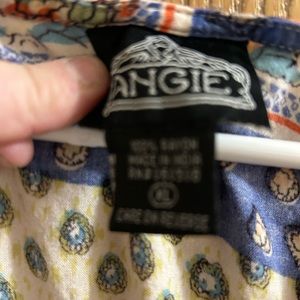 ANGIE
100% RAYON
MADE IN INDIA
XL
CARE ON REVERSE